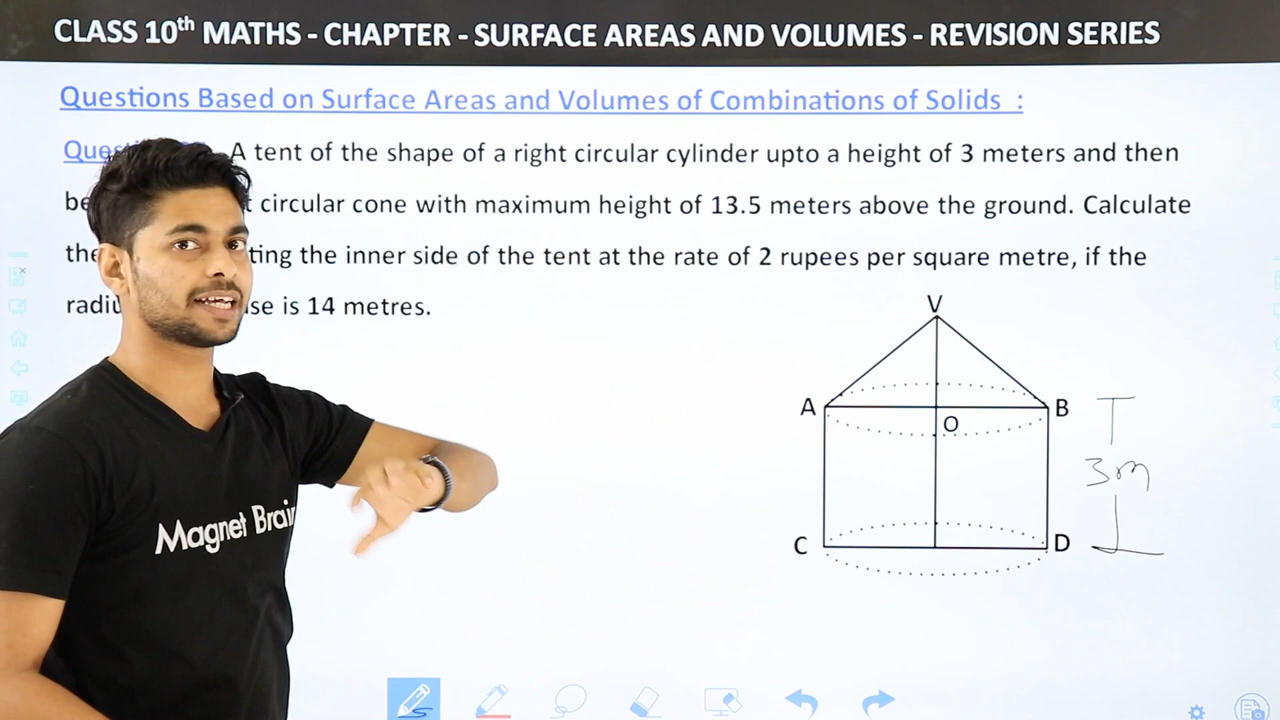 CLASS 10th MATHS - CHAPTER - SURFACE AREAS AND VOLUMES - REVISION SERIES
Questions Based on Surface Areas and Volumes of Combinations of Solids :
A tent of the shape of a right circular cylinder upto a height of 3 meters and then
circular cone with maximum height of 13.5 meters above the ground. Calculate
the inner side of the tent at the rate of 2 rupees per square metre, if the
is 14 metres.
V
A
B
O
3m
C
D
Magnet Brain